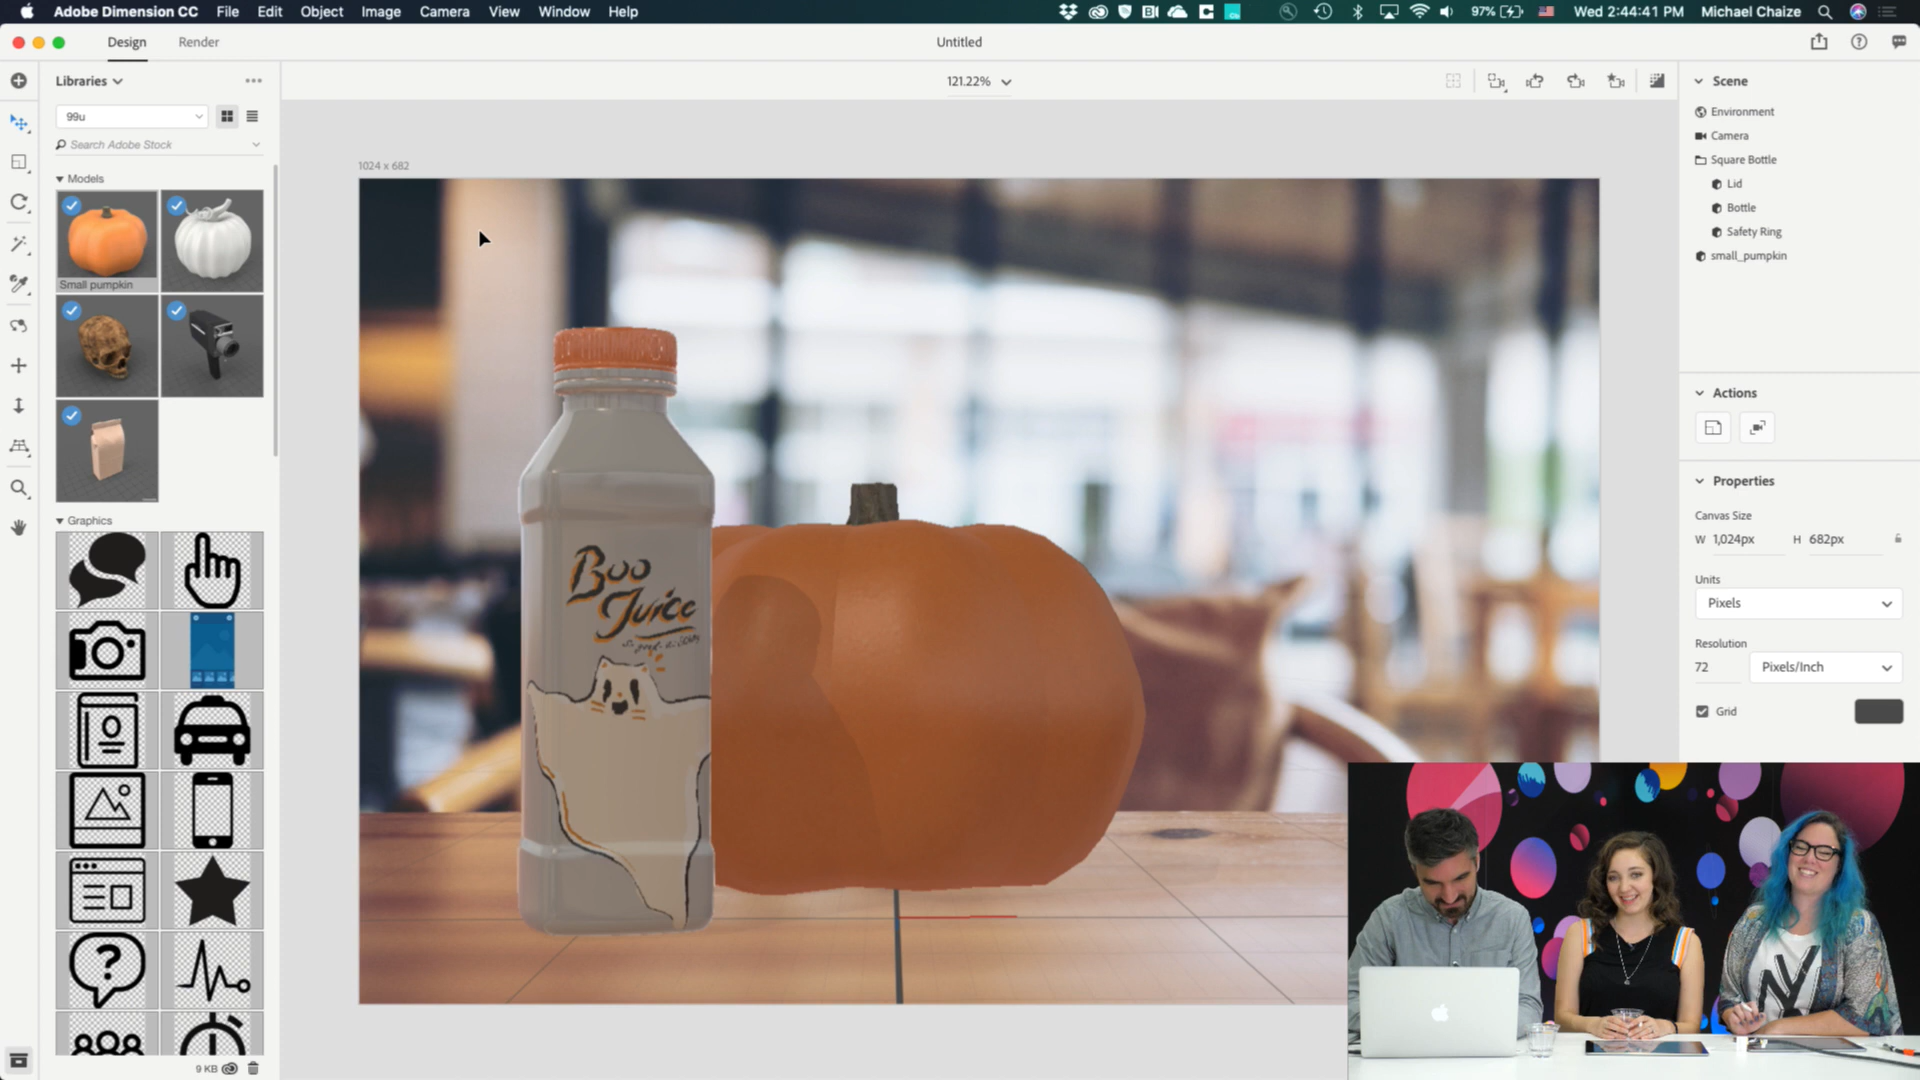 Adobe Dimension CC File Edit Object Image Camera View Window Help 97% Wed 2:44:41 PM Michael Chaize
Design Render Untitled
Libraries 121.22% Scene
99u
Search Adobe Stock
Environment
Camera
Square Bottle
Lid
Bottle
Safety Ring
small_pumpkin
1024 x 682
Models
Small pumpkin
Actions
Properties
Canvas Size
W 1,024px H 682px
Units
Pixels
Resolution
72 Pixels/Inch
Grid
Graphics
Boo
Juice
9 KB